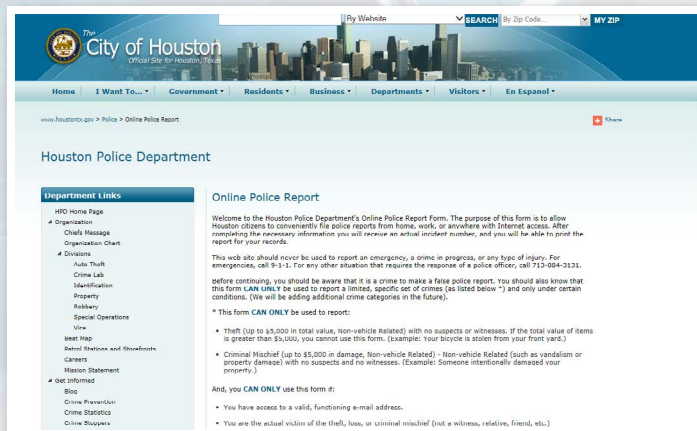 By Website
SEARCH
By Zip Code...
MY ZIP
The
City of Houston
Official Site for Houston, Texas
Home
I Want To...
Government
Residents
Business
Departments
Visitors
En Espanol
www.houstontx.gov > Police > Online Police Report
Share
Houston Police Department
Department Links
HPD Home Page
Organization
Chiefs Message
Organization Chart
Divisions
Auto Theft
Crime Lab
Identification
Property
Robbery
Special Operations
Vice
Beat Map
Patrol Stations and Storefronts
Careers
Mission Statement
Get Informed
Blog
Crime Prevention
Crime Statistics
Crime Stoppers
Online Police Report
Welcome to the Houston Police Department's Online Police Report Form. The purpose of this form is to allow
Houston citizens to conveniently file police reports from home, work, or anywhere with Internet access. After
completing the necessary information you will receive an actual incident number, and you will be able to print the
report for your records.
This web site should never be used to report an emergency, a crime in progress, or any type of injury. For
emergencies, call 9-1-1. For any other situation that requires the response of a police officer, call 713-884-3131.
Before continuing, you should be aware that it is a crime to make a false police report. You should also know that
this form CAN ONLY be used to report a limited, specific set of crimes (as listed below *) and only under certain
conditions. (We will be adding additional crime categories in the future).
* This form CAN ONLY be used to report:
• Theft (Up to $5,000 in total value, Non-vehicle Related) with no suspects or witnesses. If the total value of items
is greater than $5,000, you cannot use this form. (Example: Your bicycle is stolen from your front yard.)
• Criminal Mischief (up to $5,000 in damage, Non-vehicle Related) - Non-vehicle Related (such as vandalism or
property damage) with no suspects and no witnesses. (Example: Someone intentionally damaged your
property.)
And, you CAN ONLY use this form if:
• You have access to a valid, functioning e-mail address.
• You are the actual victim of the theft, loss, or criminal mischief (not a witness, relative, friend, etc.)